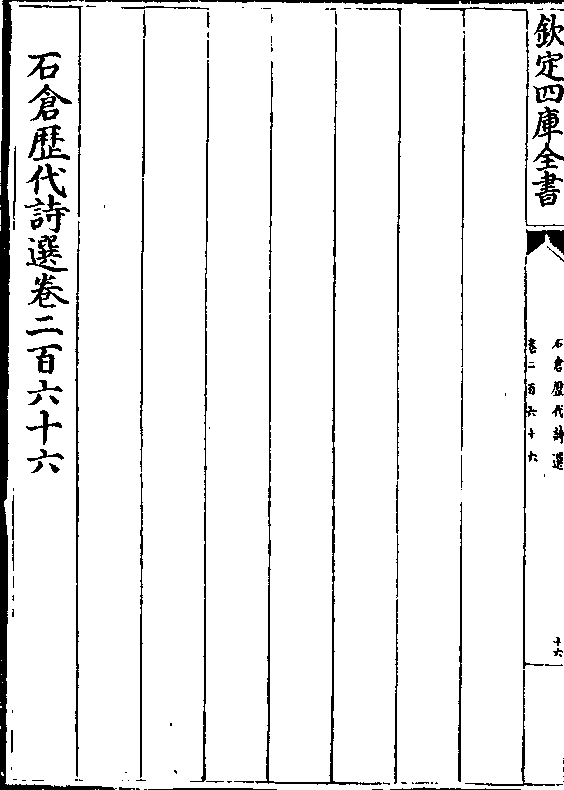 欽定四庫全書
石倉歴代詩選
卷二百六十六
十六
石倉歴代詩選卷二百六十六